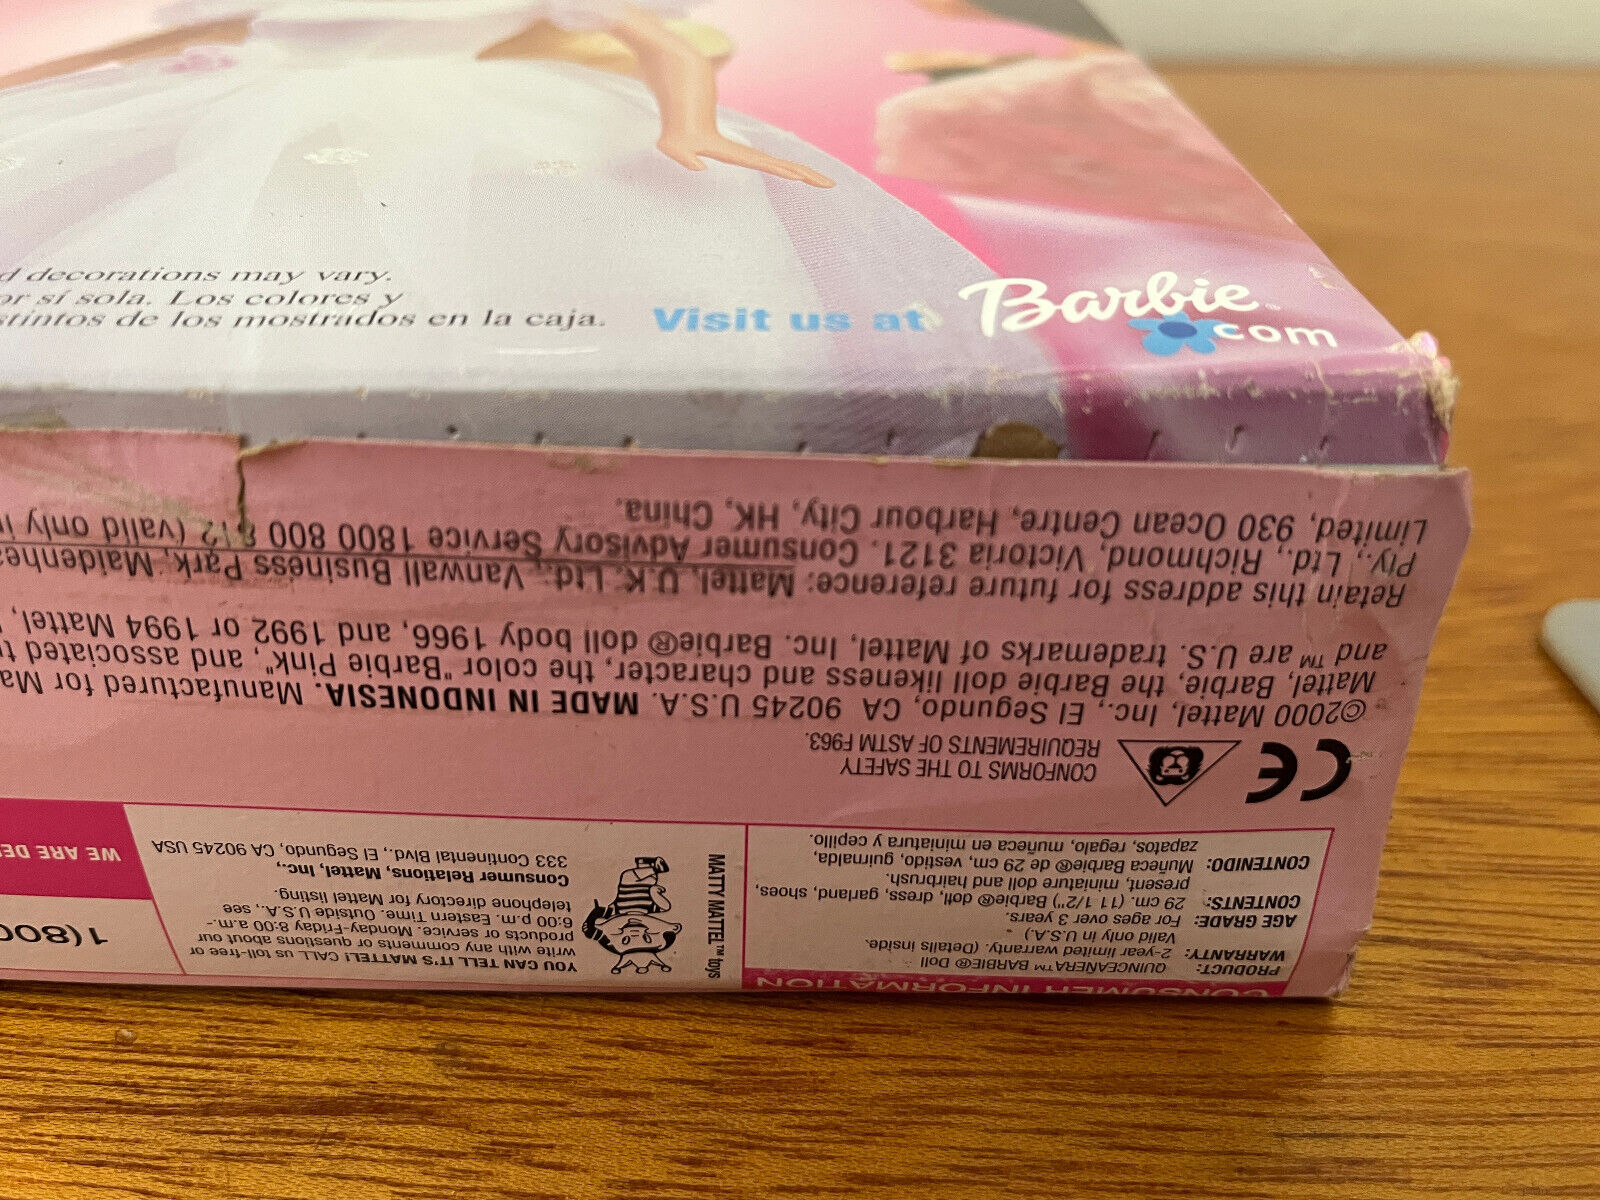 d decorations may vary.
or sí sola. Los colores y
stintos de los mostrados en la caja.
Visit us at Barbie®.com
CONSUMER INFORMATION
PRODUCT: QUINCEAÑERA™ BARBIE® Doll
WARRANTY: 2-year limited warranty. (Details inside.
Valid only in U.S.A.)
AGE GRADE: For ages over 3 years.
CONTENTS: 29 cm. (11 1/2") Barbie® doll, dress, garland, shoes,
present, miniature doll and hairbrush.
CONTENIDO: Muñeca Barbie® de 29 cm, vestido, guirnalda,
zapatos, regalo, muñeca en miniatura y cepillo.
MATTY MATTEL™ toys
YOU CAN TELL IT'S MATTEL! CALL us toll-free or
write with any comments or questions about our
products or service. Monday-Friday 8:00 a.m.-
6:00 p.m. Eastern Time. Outside U.S.A., see
telephone directory for Mattel listing.
Consumer Relations, Mattel, Inc.,
333 Continental Blvd., El Segundo, CA 90245 USA
1(800
WE ARE DE
CE
CONFORMS TO THE SAFETY
REQUIREMENTS OF ASTM F963.
©2000 Mattel, Inc., El Segundo, CA 90245 U.S.A. MADE IN INDONESIA. Manufactured for Ma
Mattel, Barbie, the Barbie doll likeness and character, the color "Barbie Pink", and associated t
and ™ are U.S. trademarks of Mattel, Inc. Barbie® doll body 1966, and 1992 or 1994 Mattel,
Retain this address for future reference: Mattel U.K. Ltd., Vanwall Business Park, Maidenhea
Pty., Ltd., Richmond, Victoria 3121. Consumer Advisory Service 1800 800 812 (valid only i
Limited, 930 Ocean Centre, Harbour City, HK, China.